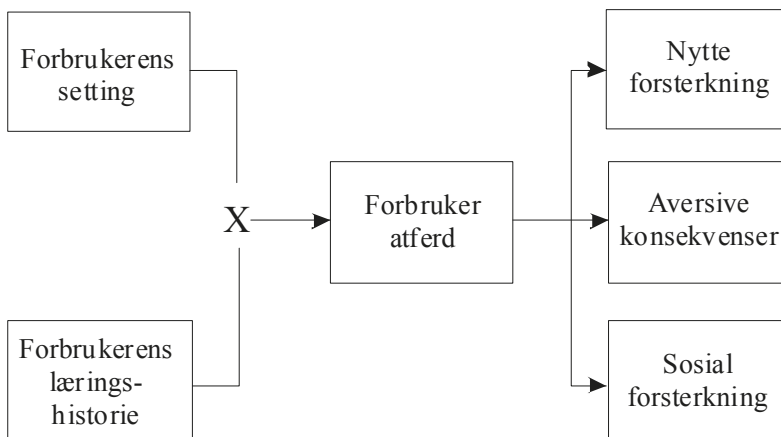 Forbrukerens
setting
Forbrukerens
lærings-
historie
X
Forbruker
atferd
Nytte
forsterkning
Aversive
konsekvenser
Sosial
forsterkning